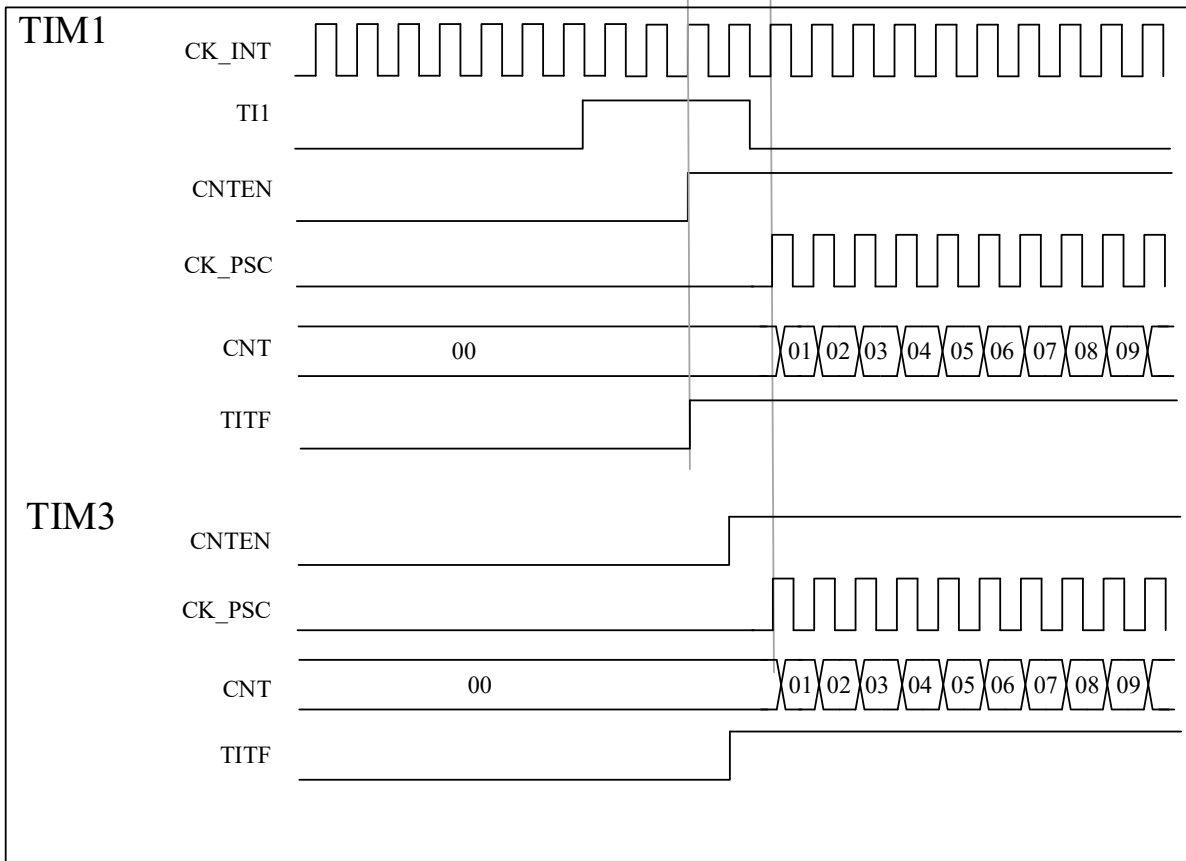 TIM1
CK_INT
TI1
CNTEN
CK_PSC
CNT 00 01 02 03 04 05 06 07 08 09
TITF
TIM3
CNTEN
CK_PSC
CNT 00 01 02 03 04 05 06 07 08 09
TITF